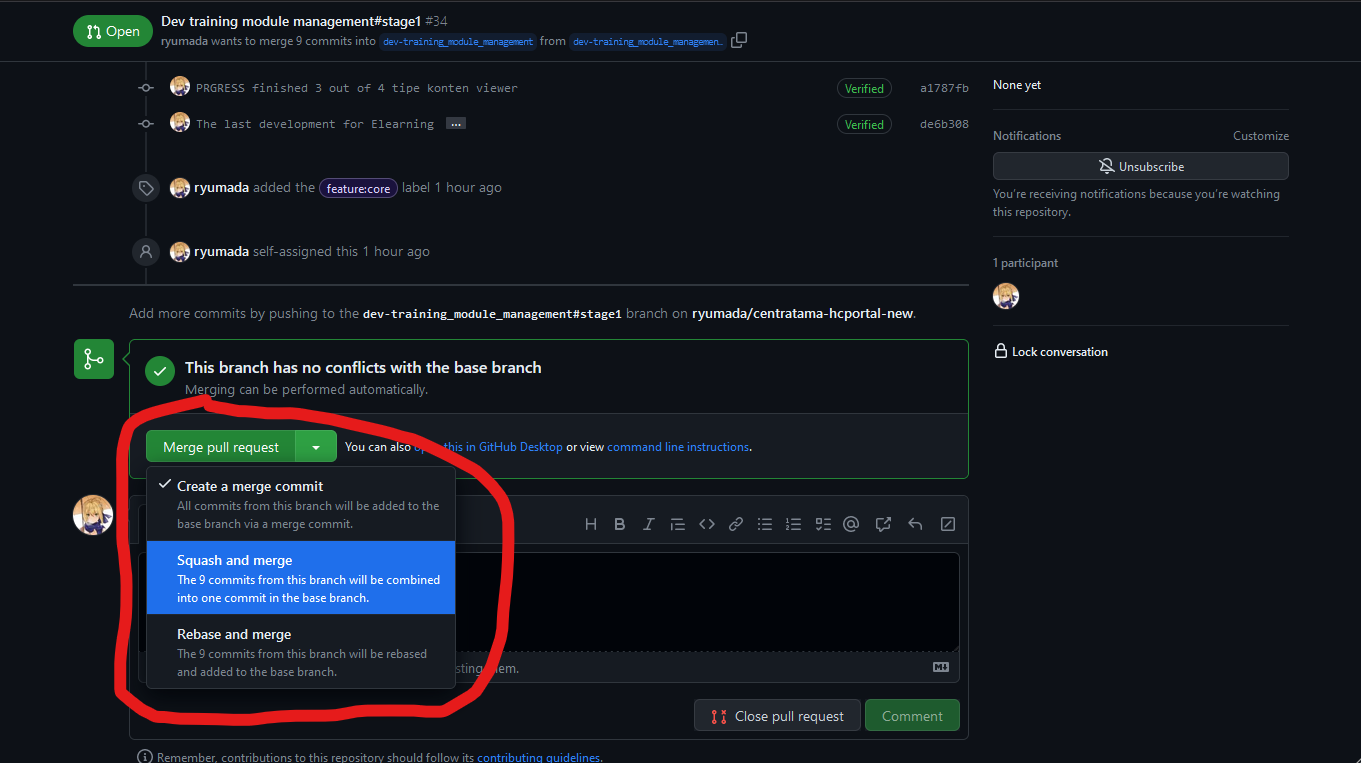 Open
Dev training module management#stage1 #34
ryumada wants to merge 9 commits into dev-training_module_management from dev-training_module_managemen…
PRGRESS finished 3 out of 4 tipe konten viewer Verified a1787fb
The last development for Elearning … Verified de6b308
ryumada added the feature:core label 1 hour ago
ryumada self-assigned this 1 hour ago
Add more commits by pushing to the dev-training_module_management#stage1 branch on ryumada/centratama-hcportal-new.
This branch has no conflicts with the base branch
Merging can be performed automatically.
Merge pull request
You can also this in GitHub Desktop or view command line instructions.
Create a merge commit
All commits from this branch will be added to the
base branch via a merge commit.
Squash and merge
The 9 commits from this branch will be combined
into one commit in the base branch.
Rebase and merge
The 9 commits from this branch will be rebased
and added to the base branch.
Close pull request
Comment
Remember, contributions to this repository should follow its contributing guidelines.
None yet
Notifications Customize
Unsubscribe
You're receiving notifications because you're watching
this repository.
1 participant
Lock conversation